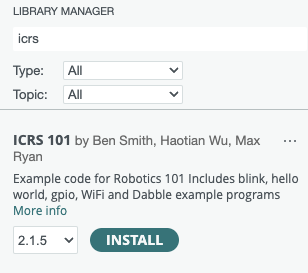 LIBRARY MANAGER
icrs
Type: All
Topic: All
ICRS 101 by Ben Smith, Haotian Wu, Max ...
Ryan
Example code for Robotics 101 Includes blink, hello
world, gpio, WiFi and Dabble example programs
More info
2.1.5 INSTALL